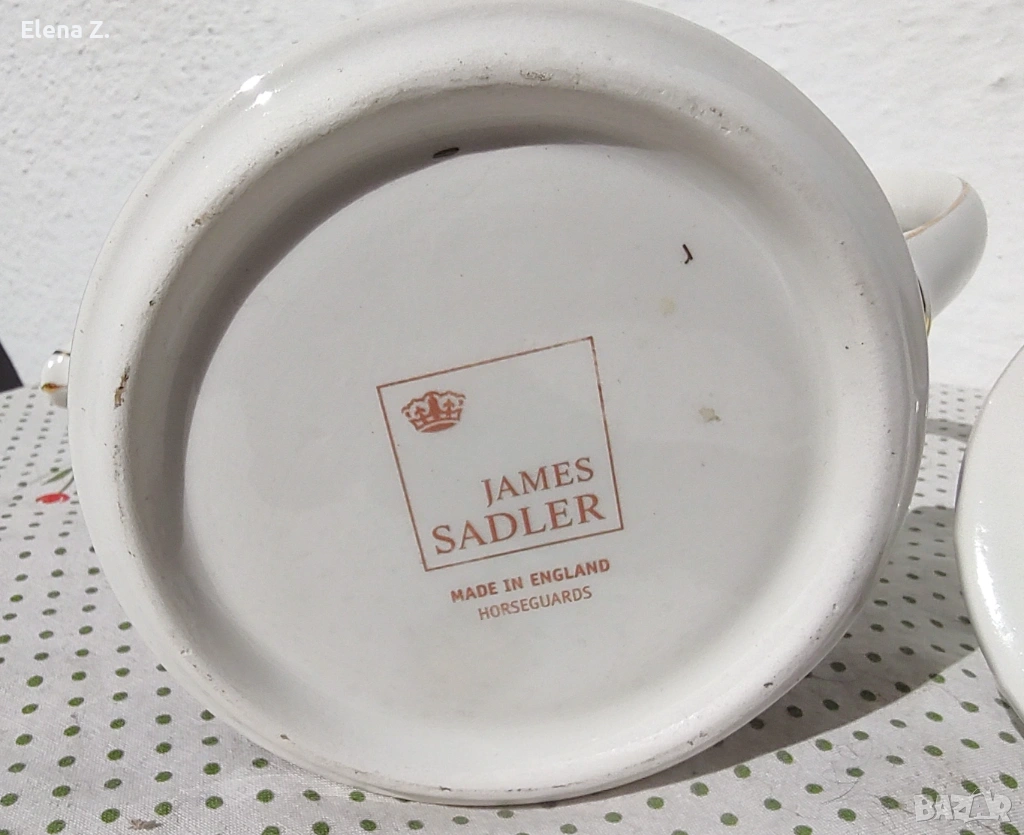 Elena Z.
JAMES
SADLER
MADE IN ENGLAND
HORSEGUARDS
BAZAR